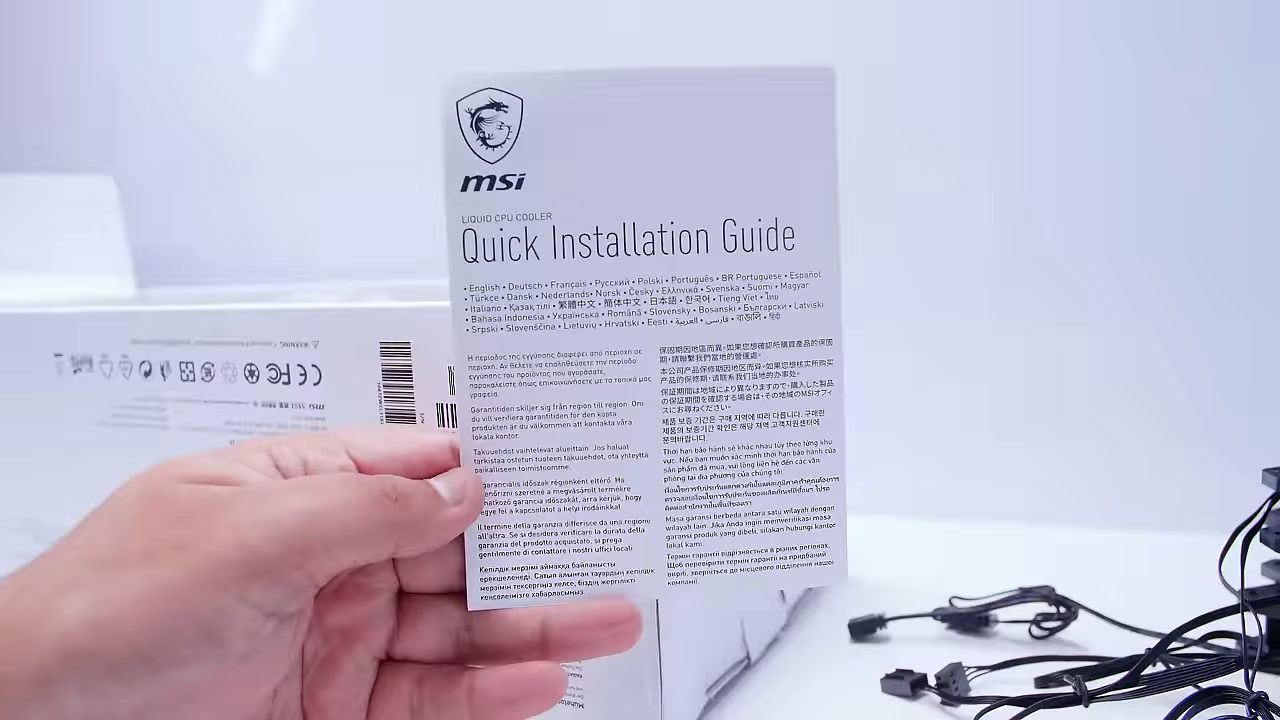 msi
LIQUID CPU COOLER
Quick Installation Guide
• English • Deutsch • Français • Русский • Polski • Português • BR Portuguese • Español
• Türkçe • Dansk • Nederlands • Norsk • Česky • Ελληνικά • Svenska • Suomi • Magyar
• Italiano • Қазақ тілі • 繁體中文 • 简体中文 • 日本語 • 한국어 • Tieng Viet • ไทย
• Bahasa Indonesia • Українська • Română • Slovensky • Bosanski • Български • Latviski
• Srpski • Slovenščina • Lietuvių • Hrvatski • Eesti • العربية • فارسی • বাঙালি • हिंदी
Η περίοδος της εγγύησης διαφέρει από περιοχή σε
περιοχή. Αν θέλετε να επαληθεύσετε την περίοδο
εγγύησης του προϊόντος που αγοράσατε,
παρακαλείστε όπως επικοινωνήσετε με το τοπικό μας
γραφείο.
Garantitiden skiljer sig från region till region. Om
du vill verifiera garantitiden för den köpta
produkten är du välkommen att kontakta våra
lokala kontor.
Takuuehdot vaihtelevat alueittain. Jos haluat
tarkistaa ostetun tuotteen takuuehdot, ota yhteyttä
paikalliseen toimistoomme.
garanciális időszak régiónként eltérő. Ha
enőrizni szeretné a megvásárolt termékre
natkozó garancia időszakát, arra kérjük, hogy
egye fel a kapcsolatot a helyi irodáinkkal
Il termine della garanzia differisce da una regione
all'altra. Se si desidera verificare la durata della
garanzia del prodotto acquistato, si prega
gentilmente di contattare i nostri uffici locali
Кепілдік мерзімі аймаққа байланысты
ерекшеленеді. Сатып алынған тауардың кепілдік
мерзімін тексергіңіз келсе, біздің жергілікті
кеңселемізге хабарласыңыз.
保固期因地區而異。如果您想確認所購買產品的保固
期，請聯繫我們當地的營運處。
本公司产品保修期因地区而异。如果您想核实所购买
产品的保修期，请联系我们当地的办事处。
保証期間は地域により異なりますので、購入した製品
の保証期間を確認する場合は、その地域のMSIオフィ
スにお尋ねください。
제품 보증 기간은 구매 지역에 따라 다릅니다. 구매한
제품의 보증기간 확인은 해당 지역 고객지원센터에
문의바랍니다.
Thời hạn bảo hành sẽ khác nhau tùy theo từng khu
vực. Nếu bạn muốn xác minh thời hạn bảo hành của
sản phẩm đã mua, vui lòng liên hệ đến các văn
phòng tại địa phương của chúng tôi
Masa garansi berbeda antara satu wilayah dengan
wilayah lain. Jika Anda ingin memverifikasi masa
garansi produk yang dibeli, silakan hubungi kantor
lokal kami.
Термін гарантії відрізняється в різних регіонах.
Щоб перевірити термін гарантії на придбаний
виріб, зверніться до місцевого відділення нашої
компанії.
WARNING
CE FC
msi